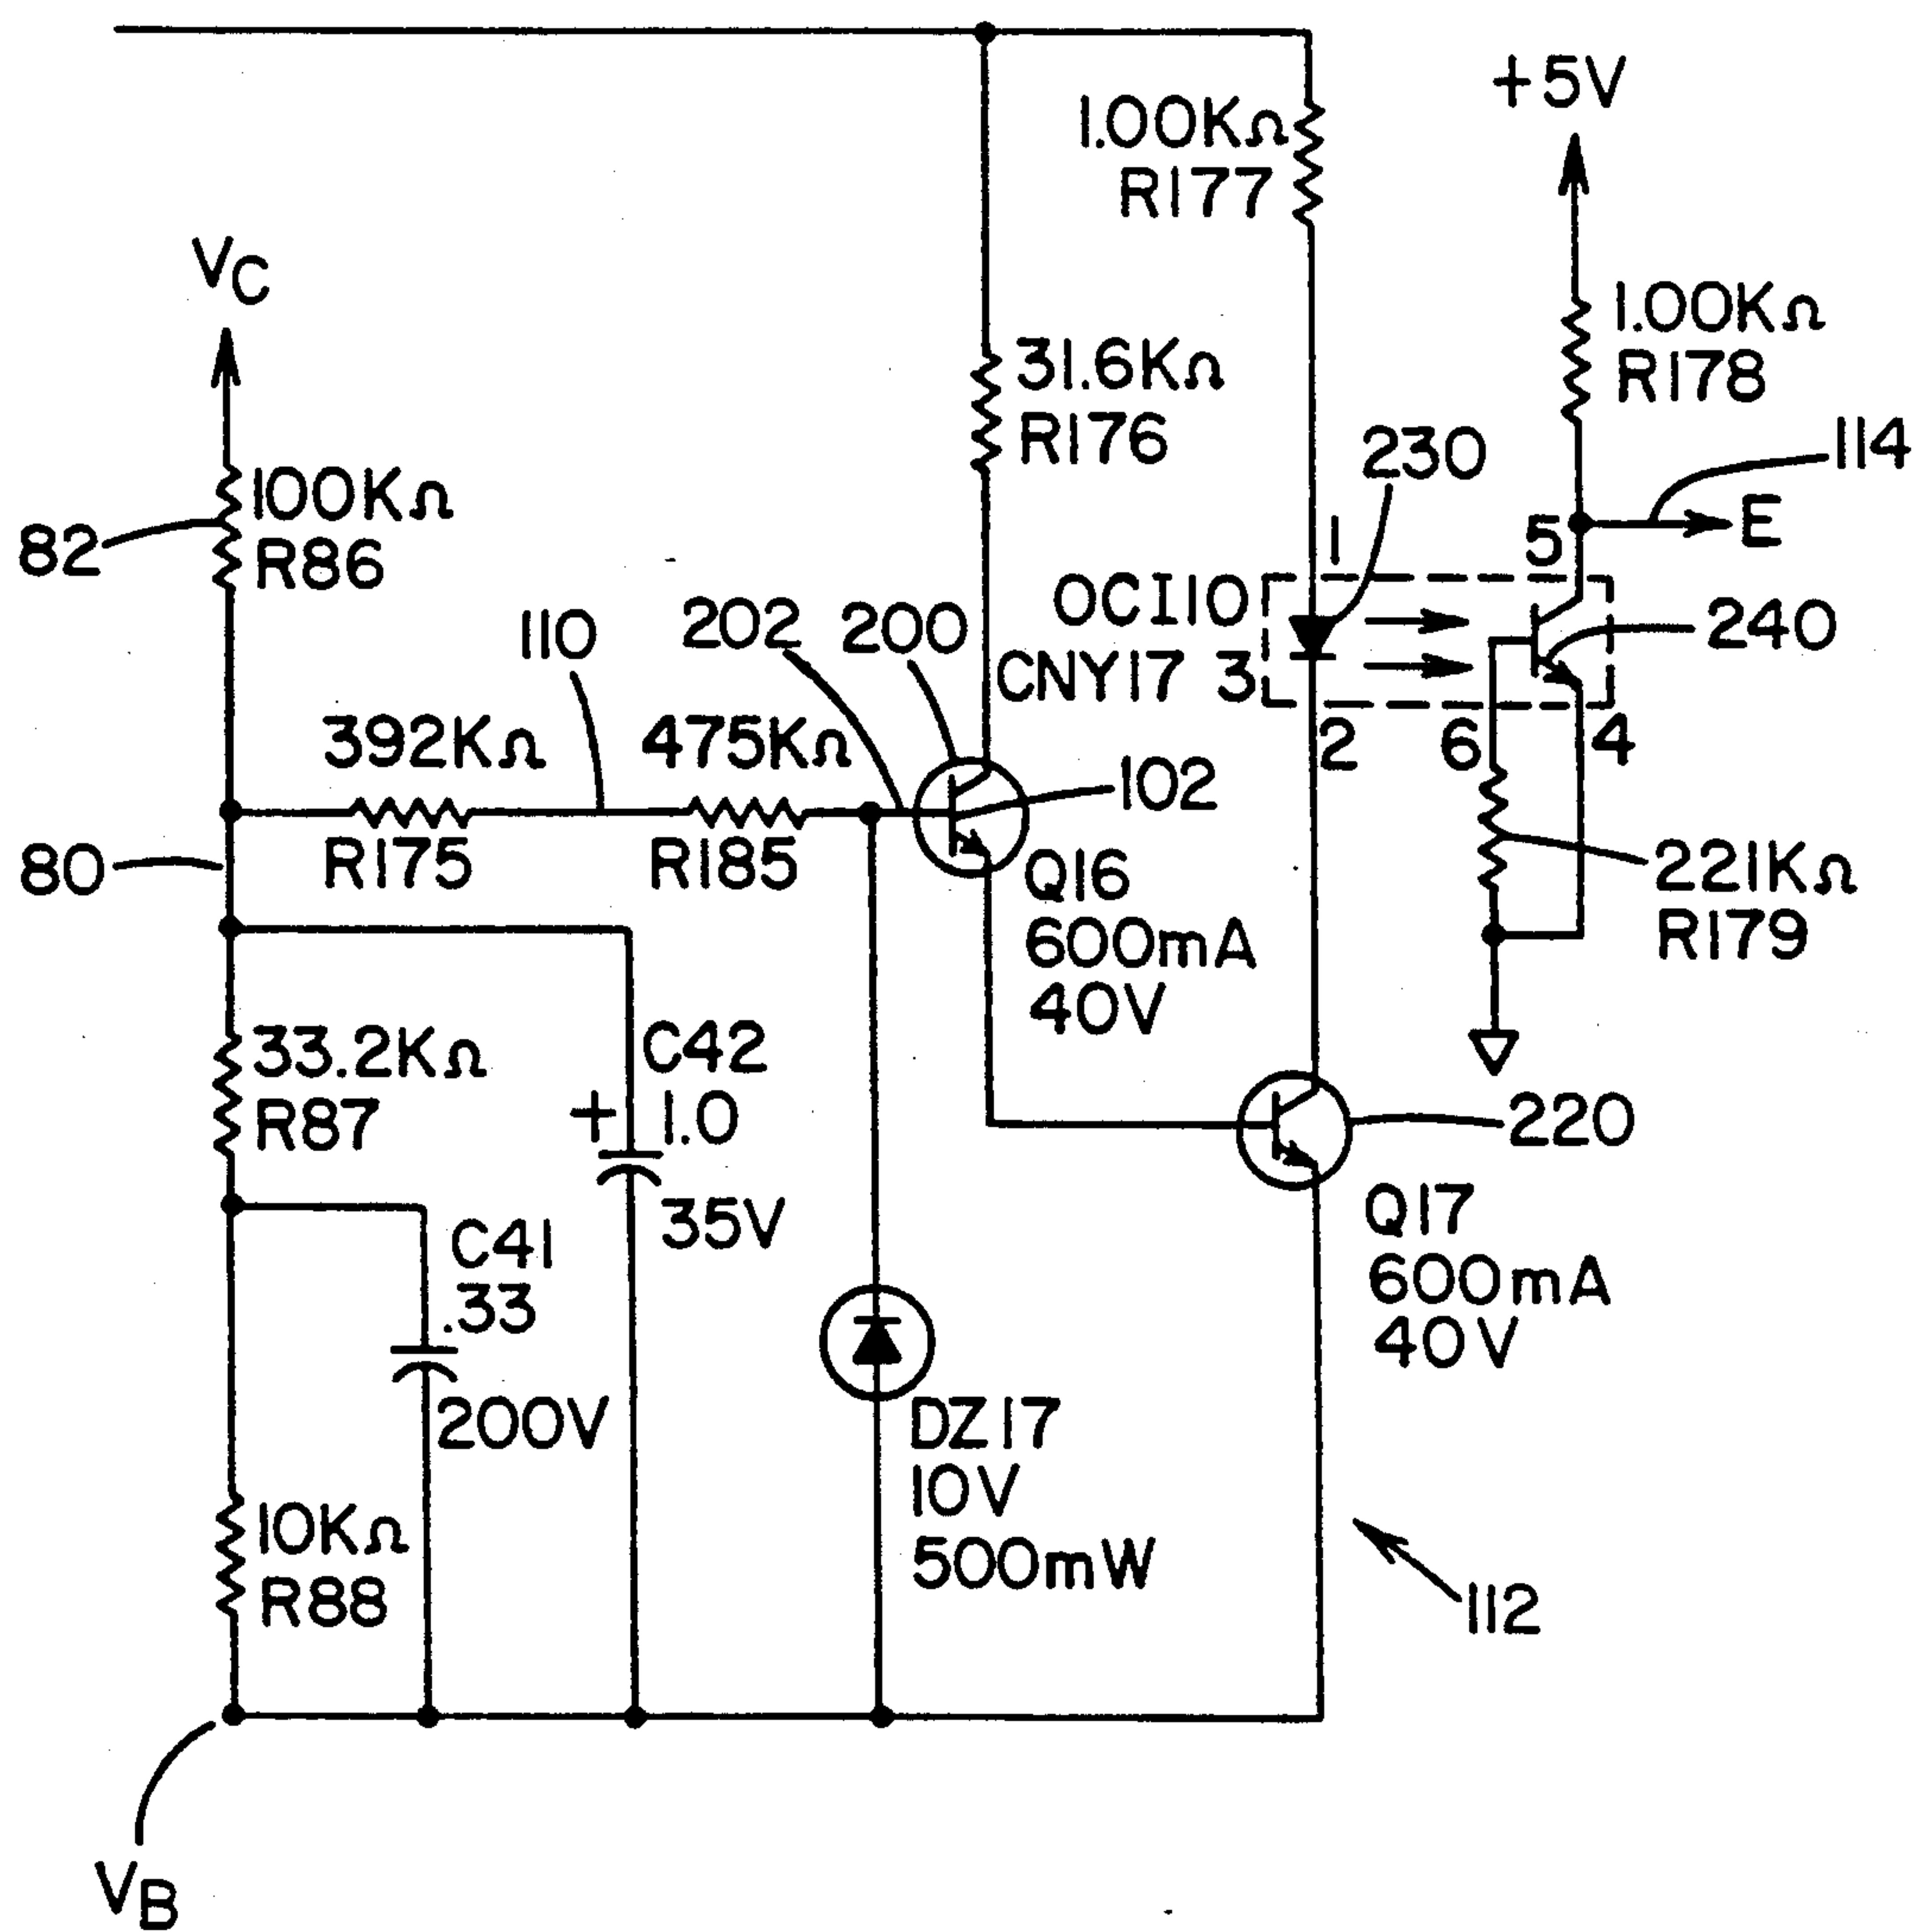 +5V
1.00KΩ
R177
VC
1.00KΩ
R178
31.6KΩ
R176
114
230
100KΩ
R86
82
E
1
5
110
202
200
OCI10
CNY17 3
240
2
6
4
392KΩ
R175
475KΩ
R185
102
80
Q16
600mA
40V
221KΩ
R179
33.2KΩ
R87
C42
+ 1.0
35V
220
C41
.33
200V
Q17
600mA
40V
DZ17
10V
500mW
10KΩ
R88
112
VB